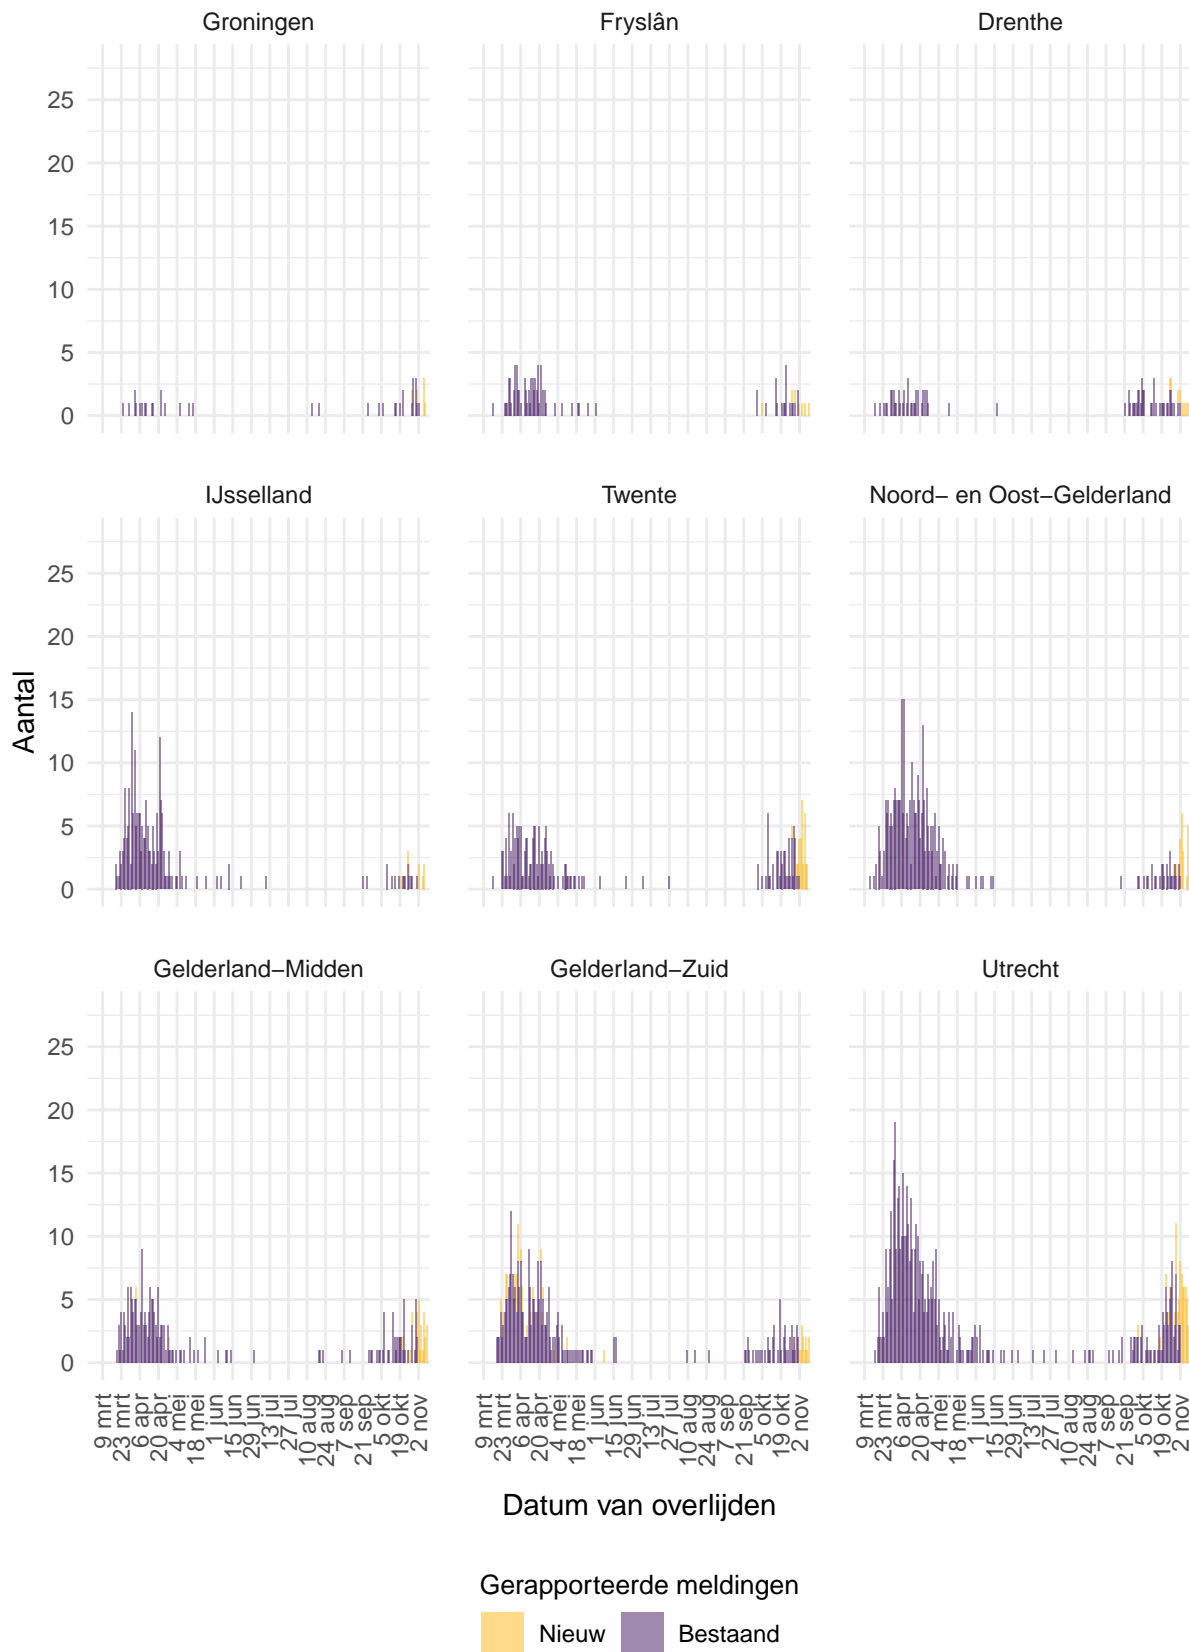 Groningen Fryslân Drenthe
25
20
15
10
5
0
IJsselland Twente Noord– en Oost–Gelderland
25
20
15
10
5
0
Aantal
Gelderland–Midden Gelderland–Zuid Utrecht
25
20
15
10
5
0
9 mrt 23 mrt 6 apr 20 apr 4 mei 18 mei 1 jun 15 jun 29 jun 13 jul 27 jul 10 aug 24 aug 7 sep 21 sep 5 okt 19 okt 2 nov
9 mrt 23 mrt 6 apr 20 apr 4 mei 18 mei 1 jun 15 jun 29 jun 13 jul 27 jul 10 aug 24 aug 7 sep 21 sep 5 okt 19 okt 2 nov
9 mrt 23 mrt 6 apr 20 apr 4 mei 18 mei 1 jun 15 jun 29 jun 13 jul 27 jul 10 aug 24 aug 7 sep 21 sep 5 okt 19 okt 2 nov
Datum van overlijden
Gerapporteerde meldingen
Nieuw Bestaand